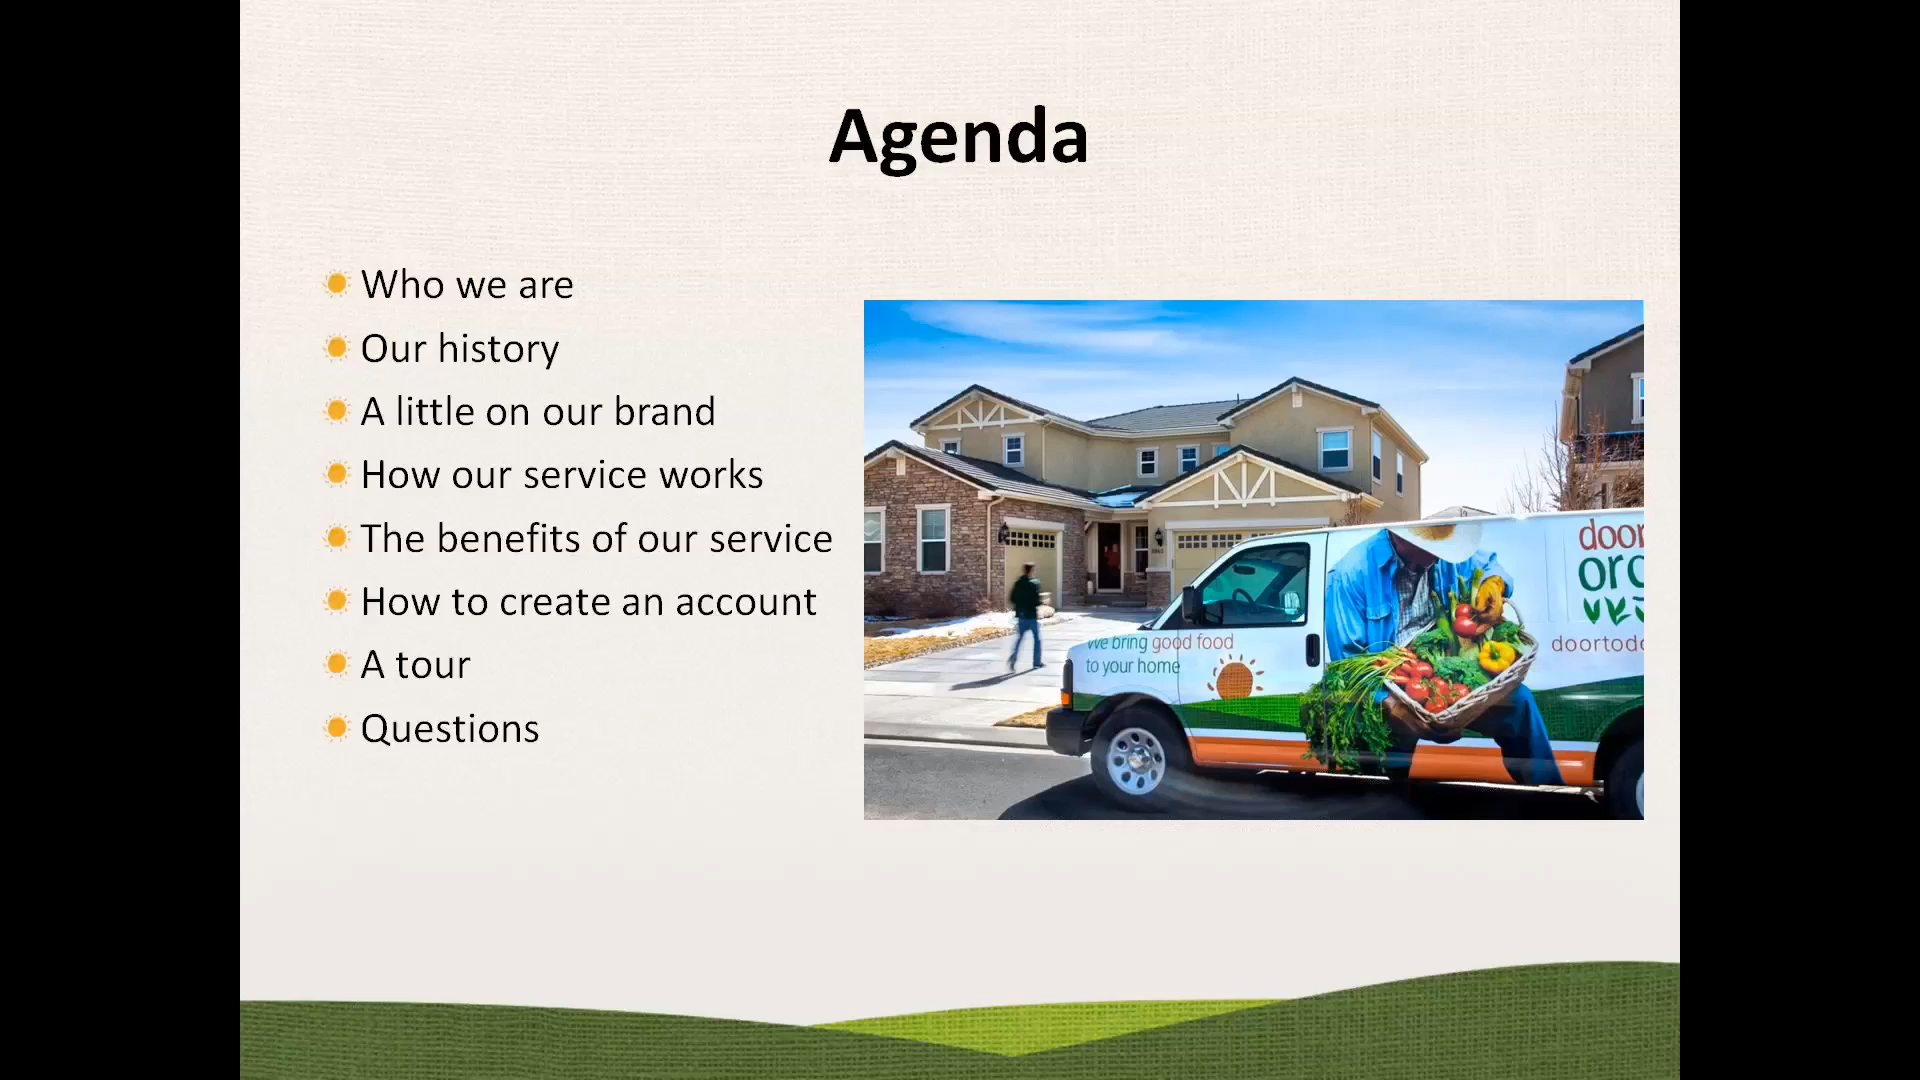 Agenda
Who we are
Our history
A little on our brand
How our service works
The benefits of our service
How to create an account
A tour
Questions
We bring good food
to your home
door